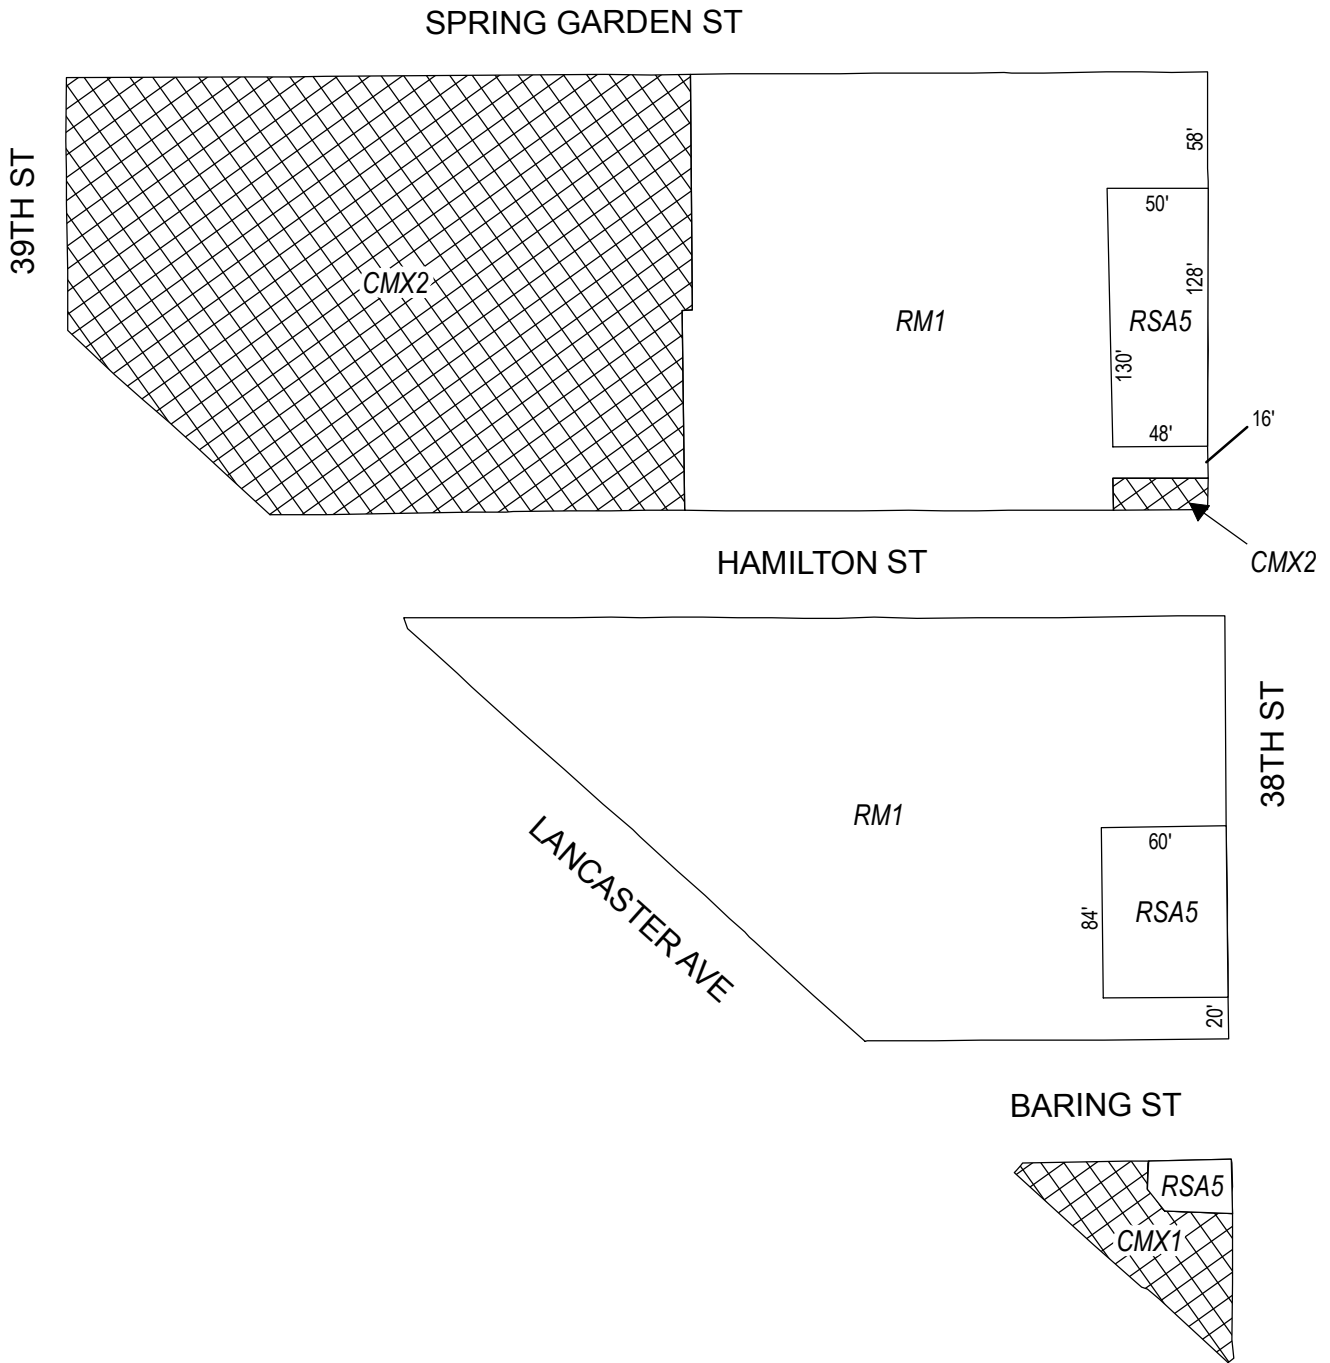 SPRING GARDEN ST
39TH ST
58'
50'
128'
CMX2
RM1
RSA5
130'
16'
48'
HAMILTON ST
CMX2
38TH ST
RM1
60'
LANCASTER AVE
84'
RSA5
20'
BARING ST
RSA5
CMX1